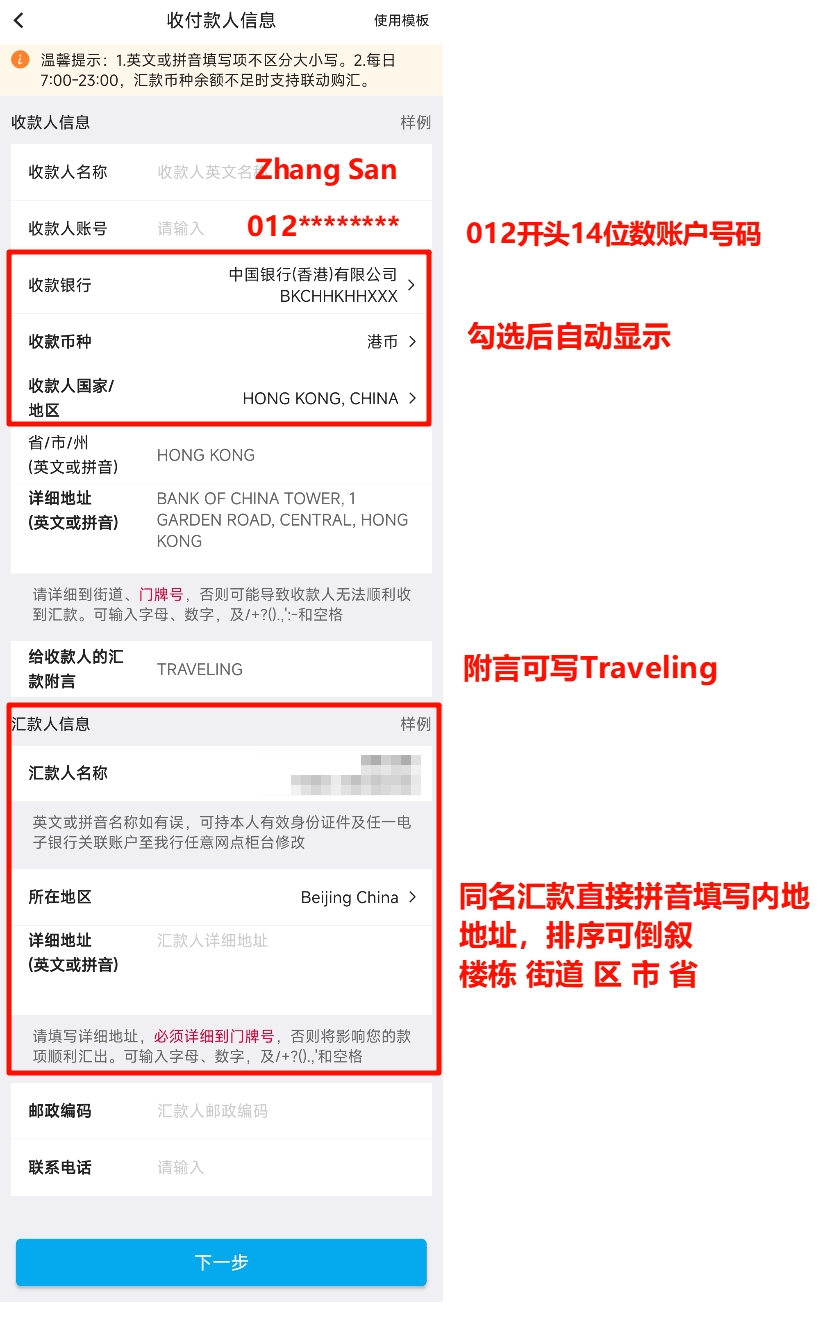 收付款人信息
使用模板
温馨提示：1.英文或拼音填写项不区分大小写。2.每日
7:00-23:00，汇款币种余额不足时支持联动购汇。
收款人信息
样例
收款人名称
收款人英文名
Zhang San
收款人账号
请输入
012********
012开头14位数账户号码
收款银行
中国银行(香港)有限公司
BKCHHKHHXXX
勾选后自动显示
收款币种
港币
收款人国家/
地区
HONG KONG, CHINA
省/市/州
(英文或拼音)
HONG KONG
详细地址
(英文或拼音)
BANK OF CHINA TOWER, 1
GARDEN ROAD, CENTRAL, HONG
KONG
请详细到街道、门牌号，否则可能导致收款人无法顺利收
到汇款。可输入字母、数字，及/+?().,':-和空格
给收款人的汇
款附言
TRAVELING
附言可写Traveling
汇款人信息
样例
汇款人名称
英文或拼音名称如有误，可持本人有效身份证件及任一电
子银行关联账户至我行任意网点柜台修改
所在地区
Beijing China
同名汇款直接拼音填写内地
地址，排序可倒叙
楼栋 街道 区 市 省
详细地址
(英文或拼音)
汇款人详细地址
请填写详细地址，必须详细到门牌号，否则将影响您的款
项顺利汇出。可输入字母、数字，及/+?().,'和空格
邮政编码
汇款人邮政编码
联系电话
请输入
下一步